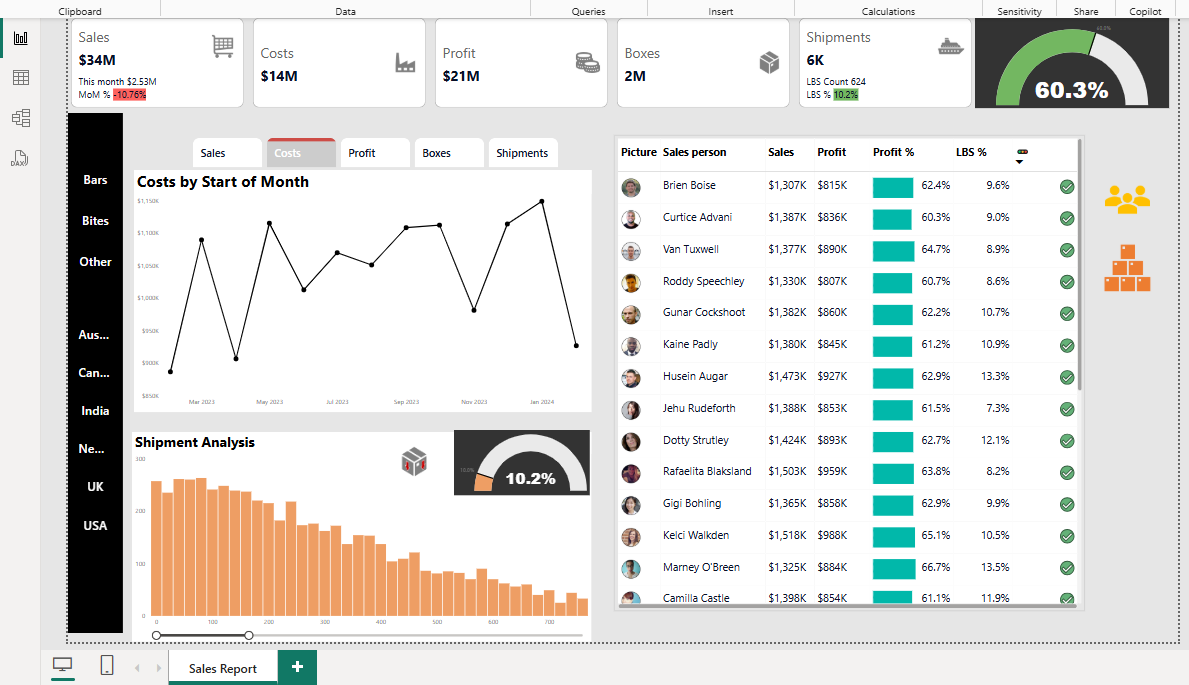 Clipboard
Data
Queries
Insert
Calculations
Sensitivity
Share
Copilot
Sales
$34M
This month $2.53M
MoM % -10.76%
Costs
$14M
Profit
$21M
Boxes
2M
Shipments
6K
LBS Count 624
LBS % 10.2%
60.3%
DAX
Bars
Bites
Other
Aus...
Can...
India
Ne...
UK
USA
Sales
Costs
Profit
Boxes
Shipments
Costs by Start of Month
$1,150K
$1,100K
$1,050K
$1,000K
$950K
$900K
$850K
Mar 2023 May 2023 Jul 2023 Sep 2023 Nov 2023 Jan 2024
Shipment Analysis
10.0%
10.2%
300
200
100
0
0 100 200 300 400 500 600 700
Picture Sales person Sales Profit Profit % LBS %
Brien Boise $1,307K $815K 62.4% 9.6%
Curtice Advani $1,387K $836K 60.3% 9.0%
Van Tuxwell $1,377K $890K 64.7% 8.9%
Roddy Speechley $1,330K $807K 60.7% 8.6%
Gunar Cockshoot $1,382K $860K 62.2% 10.7%
Kaine Padly $1,380K $845K 61.2% 10.9%
Husein Augar $1,473K $927K 62.9% 13.3%
Jehu Rudeforth $1,388K $853K 61.5% 7.3%
Dotty Strutley $1,424K $893K 62.7% 12.1%
Rafaelita Blaksland $1,503K $959K 63.8% 8.2%
Gigi Bohling $1,365K $858K 62.9% 9.9%
Kelci Walkden $1,518K $988K 65.1% 10.5%
Marney O'Breen $1,325K $884K 66.7% 13.5%
Camilla Castle $1,398K $854K 61.1% 11.9%
Sales Report
+